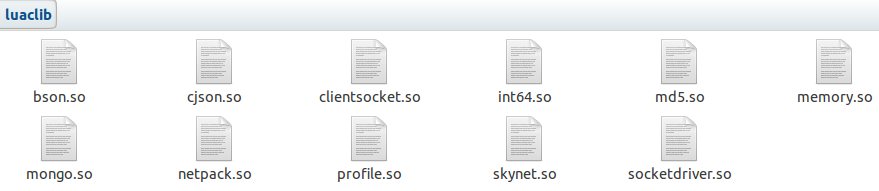 luaclib
bson.so cjson.so clientsocket.so int64.so md5.so memory.so
mongo.so netpack.so profile.so skynet.so socketdriver.so